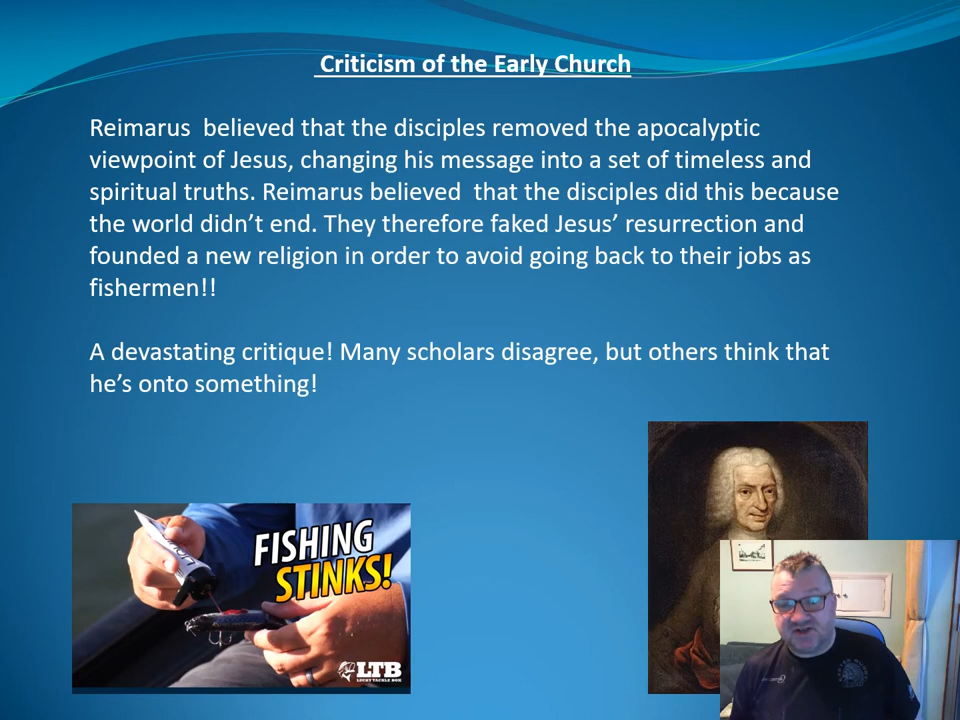 Criticism of the Early Church
Reimarus  believed that the disciples removed the apocalyptic
viewpoint of Jesus, changing his message into a set of timeless and
spiritual truths. Reimarus believed  that the disciples did this because
the world didn’t end. They therefore faked Jesus’ resurrection and
founded a new religion in order to avoid going back to their jobs as
fishermen!!
A devastating critique! Many scholars disagree, but others think that
he’s onto something!
FISHING
STINKS!
LTB
LUCKY TACKLE BOX